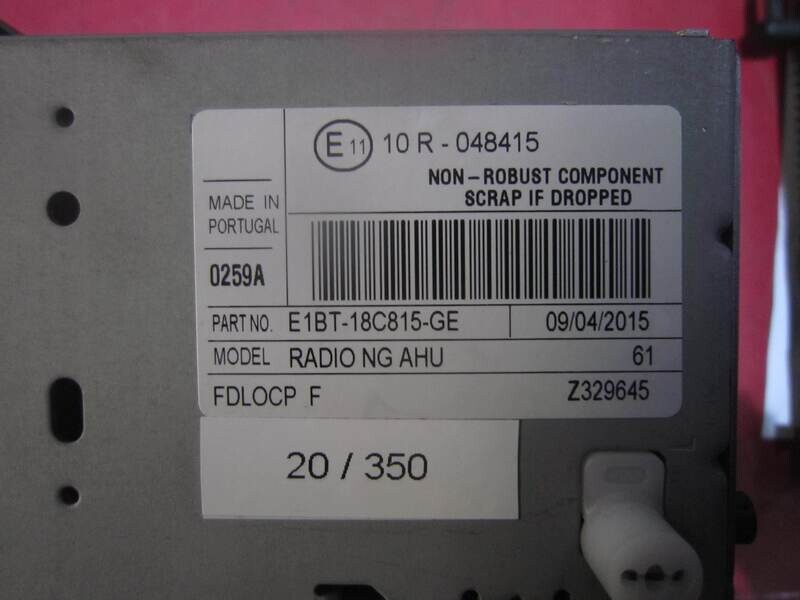 E11 10 R - 048415
NON-ROBUST COMPONENT
SCRAP IF DROPPED
MADE IN
PORTUGAL
0259A
PART NO. E1BT-18C815-GE 09/04/2015
MODEL RADIO NG AHU 61
FDLOCP F Z329645
20 / 350